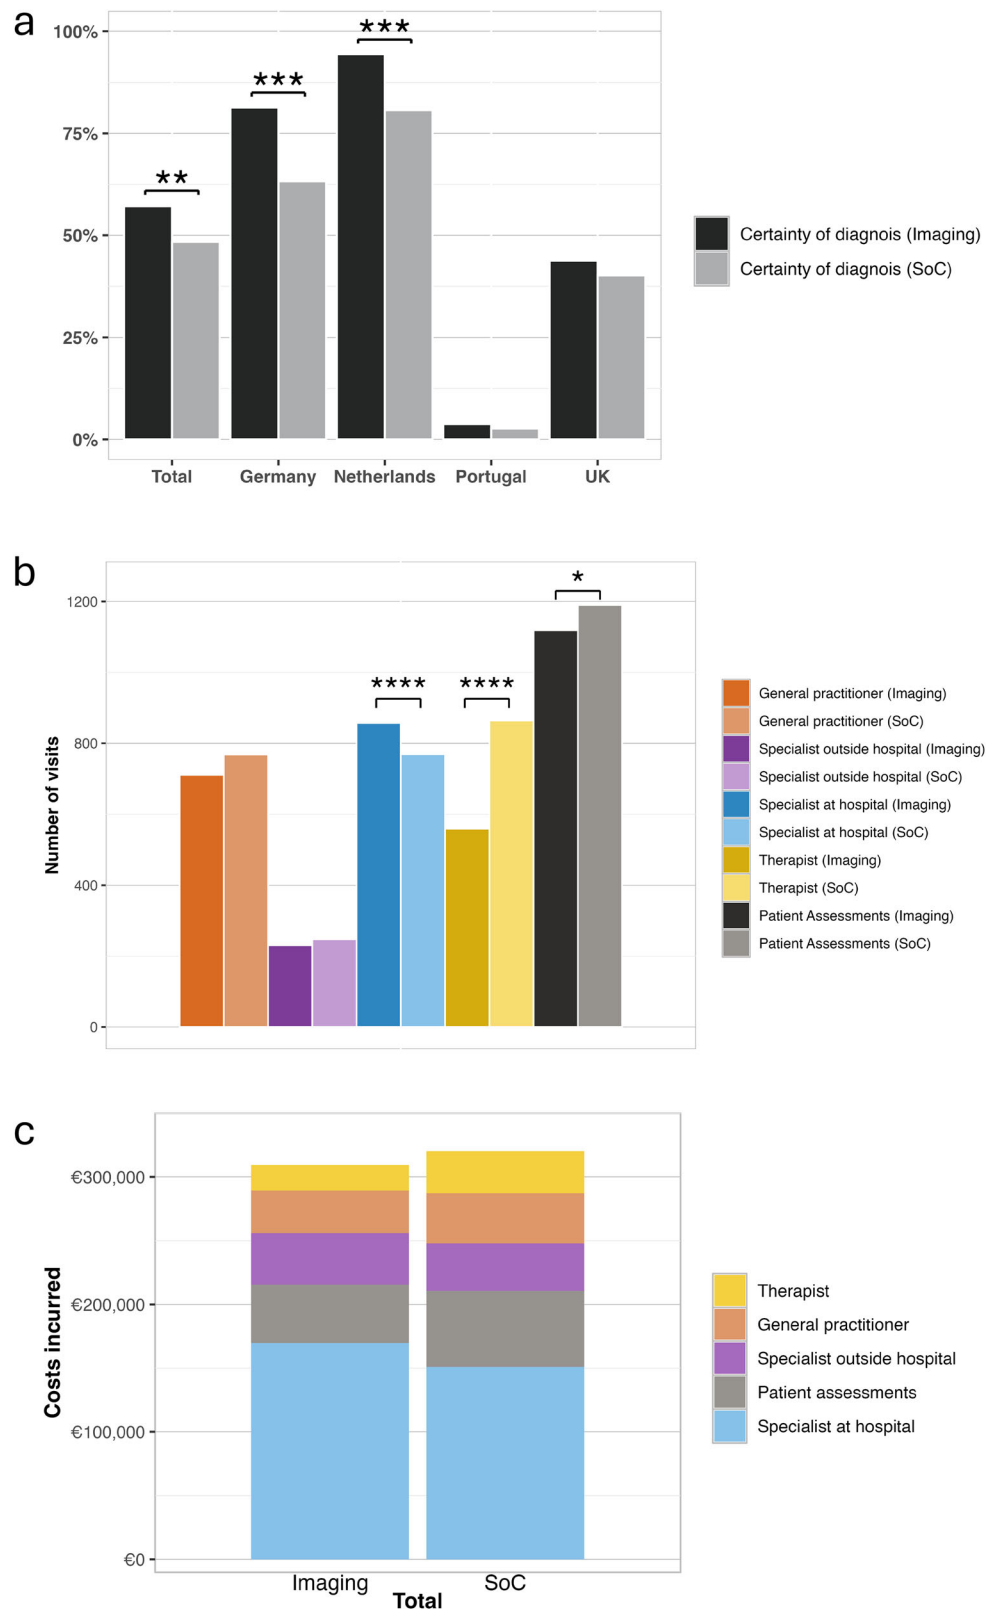 a
100%
75%
50%
25%
0%
**
***
***
Total Germany Netherlands Portugal UK
Certainty of diagnois (Imaging)
Certainty of diagnois (SoC)
b
Number of visits
1200
800
400
0
****
****
*
General practitioner (Imaging)
General practitioner (SoC)
Specialist outside hospital (Imaging)
Specialist outside hospital (SoC)
Specialist at hospital (Imaging)
Specialist at hospital (SoC)
Therapist (Imaging)
Therapist (SoC)
Patient Assessments (Imaging)
Patient Assessments (SoC)
c
Costs incurred
€300,000
€200,000
€100,000
€0
Imaging SoC
Total
Therapist
General practitioner
Specialist outside hospital
Patient assessments
Specialist at hospital